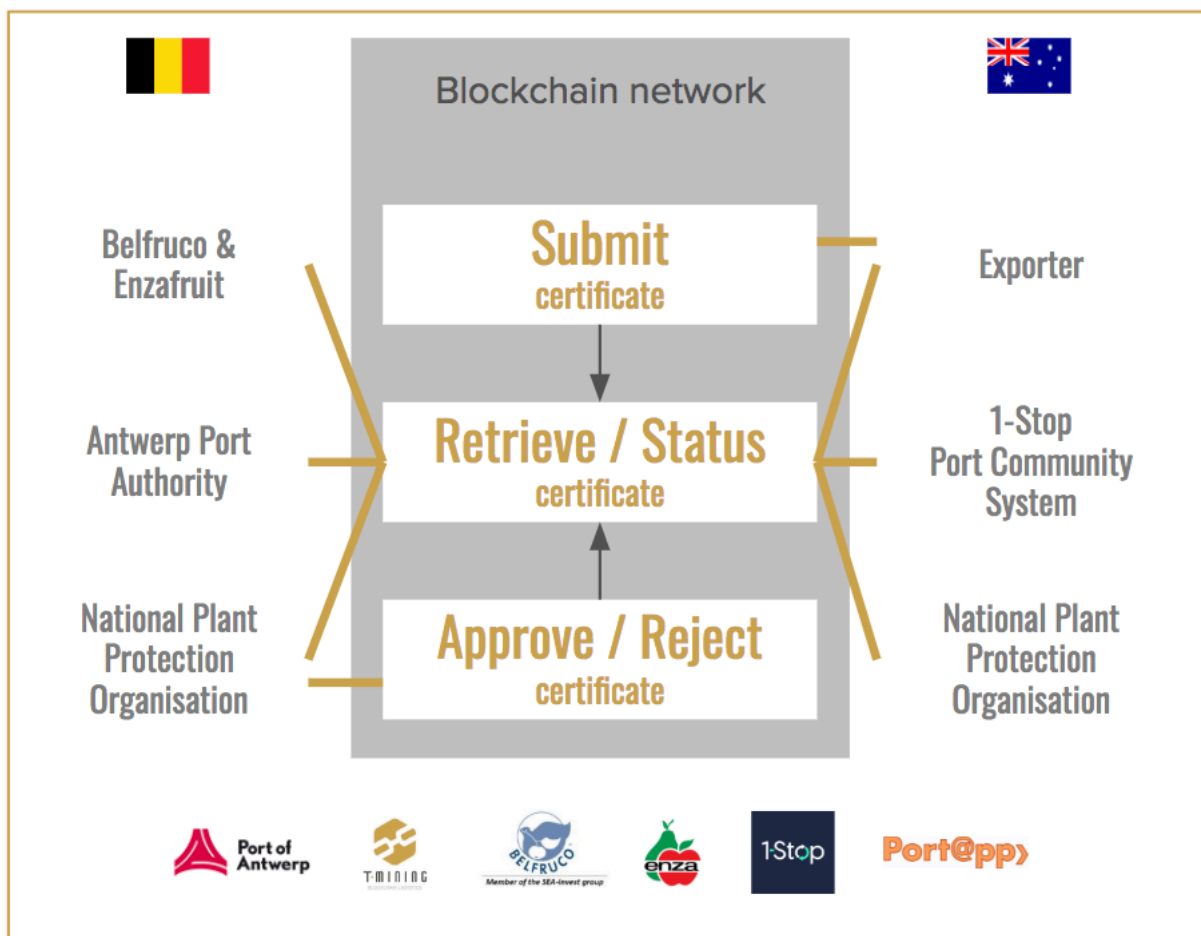 Blockchain network
Belfruco &
Enzafruit
Submit
certificate
Exporter
Antwerp Port
Authority
Retrieve / Status
certificate
1-Stop
Port Community
System
National Plant
Protection
Organisation
Approve / Reject
certificate
National Plant
Protection
Organisation
Port of
Antwerp
T-MINING
BELFRUCO
Member of the SEA-invest group
enza
1-Stop
Port@ppy